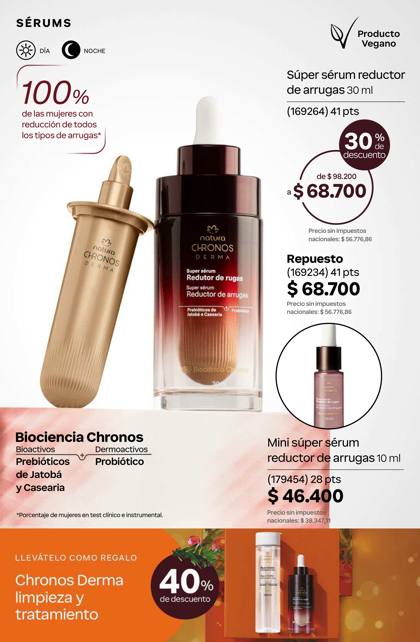 SÉRUMS
DÍA
NOCHE
Producto
Vegano
100%
de las mujeres con
reducción de todos
los tipos de arrugas*
Súper sérum reductor
de arrugas 30 ml
(169264) 41 pts
30%
de
descuento
de $ 98.200
a $ 68.700
Precio sin impuestos
nacionales: $ 56.776,86
natura
CHRONOS
DERMA
natura
CHRONOS
DERMA
Super sérum
Redutor de rugas
Súper sérum
Reductor de arrugas
Prebióticos de
Jatobá e Casearia
Probiótico
Repuesto
(169234) 41 pts
$ 68.700
Precio sin impuestos
nacionales: $ 56.776,86
Biociencia Chronos
Bioactivos
Dermoactivos
Prebióticos
de Jatobá
y Casearia
Probiótico
*Porcentaje de mujeres en test clínico e instrumental.
Mini súper sérum
reductor de arrugas 10 ml
(179454) 28 pts
$ 46.400
Precio sin impuestos
nacionales: $ 38.347,11
LLEVÁTELO COMO REGALO
Chronos Derma
limpieza y
tratamiento
40%
de descuento